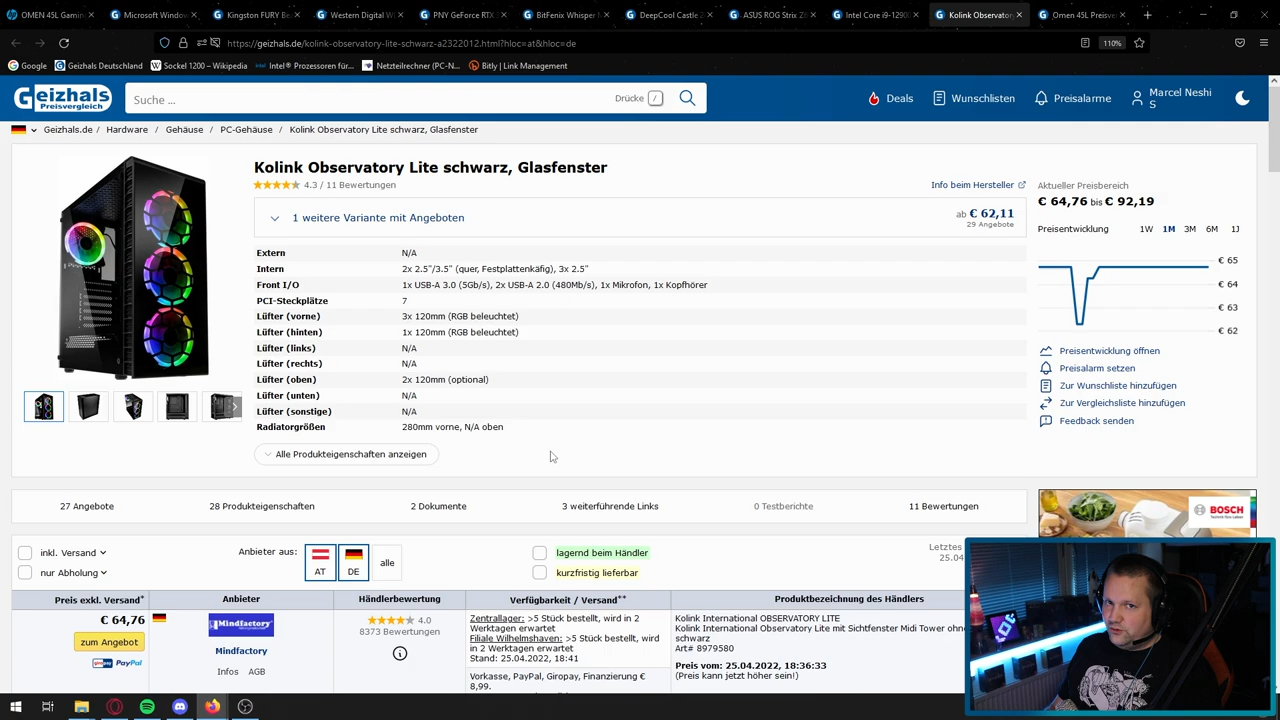 OMEN 45L Gaming
Microsoft Window
Kingston FURY Be
Western Digital W
PNY GeForce RTX
BitFenix Whisper M
DeepCool Castle
ASUS ROG Strix Z
Intel Core i9-1290
Kolink Observatory
Omen 45L Preisver
https://geizhals.de/kolink-observatory-lite-schwarz-a2322012.html?hloc=at&hloc=de
110%
Google
Geizhals Deutschland
Sockel 1200 – Wikipedia
Intel® Prozessoren für...
Netzteilrechner (PC-N...
Bitly | Link Management
Geizhals
Preisvergleich
Suche ...
Drücke /
Deals
Wunschlisten
Preisalarme
Marcel Neshi
S
Geizhals.de / Hardware / Gehäuse / PC-Gehäuse / Kolink Observatory Lite schwarz, Glasfenster
Kolink Observatory Lite schwarz, Glasfenster
4.3 / 11 Bewertungen
Info beim Hersteller
1 weitere Variante mit Angeboten
ab € 62,11
29 Angebote
Extern N/A
Intern 2x 2.5"/3.5" (quer, Festplattenkäfig), 3x 2.5"
Front I/O 1x USB-A 3.0 (5Gb/s), 2x USB-A 2.0 (480Mb/s), 1x Mikrofon, 1x Kopfhörer
PCI-Steckplätze 7
Lüfter (vorne) 3x 120mm (RGB beleuchtet)
Lüfter (hinten) 1x 120mm (RGB beleuchtet)
Lüfter (links) N/A
Lüfter (rechts) N/A
Lüfter (oben) 2x 120mm (optional)
Lüfter (unten) N/A
Lüfter (sonstige) N/A
Radiatorgrößen 280mm vorne, N/A oben
Alle Produkteigenschaften anzeigen
Aktueller Preisbereich
€ 64,76 bis € 92,19
Preisentwicklung 1W 1M 3M 6M 1J
€ 65
€ 64
€ 63
€ 62
Preisentwicklung öffnen
Preisalarm setzen
Zur Wunschliste hinzufügen
Zur Vergleichsliste hinzufügen
Feedback senden
27 Angebote
28 Produkteigenschaften
2 Dokumente
3 weiterführende Links
0 Testberichte
11 Bewertungen
BOSCH
inkl. Versand
nur Abholung
Anbieter aus:
AT
DE
alle
lagernd beim Händler
kurzfristig lieferbar
Letztes
25.04
Preis exkl. Versand*
Anbieter
Händlerbewertung
Verfügbarkeit / Versand**
Produktbezeichnung des Händlers
€ 64,76
zum Angebot
giropay PayPal
Mindfactory
Mindfactory
Infos AGB
4.0
8373 Bewertungen
Zentrallager: >5 Stück bestellt, wird in
2 Werktagen erwartet
Filiale Wilhelmshaven: >5 Stück bestellt, wird
in 2 Werktagen erwartet
Stand: 25.04.2022, 18:41
Vorkasse, PayPal, Giropay, Finanzierung €
8,99.
Kolink International OBSERVATORY LITE
Kolink International Observatory Lite mit Sichtfenster Midi Tower ohne
schwarz
Art# 8979580
Preis vom: 25.04.2022, 18:36:33
(Preis kann jetzt höher sein!)